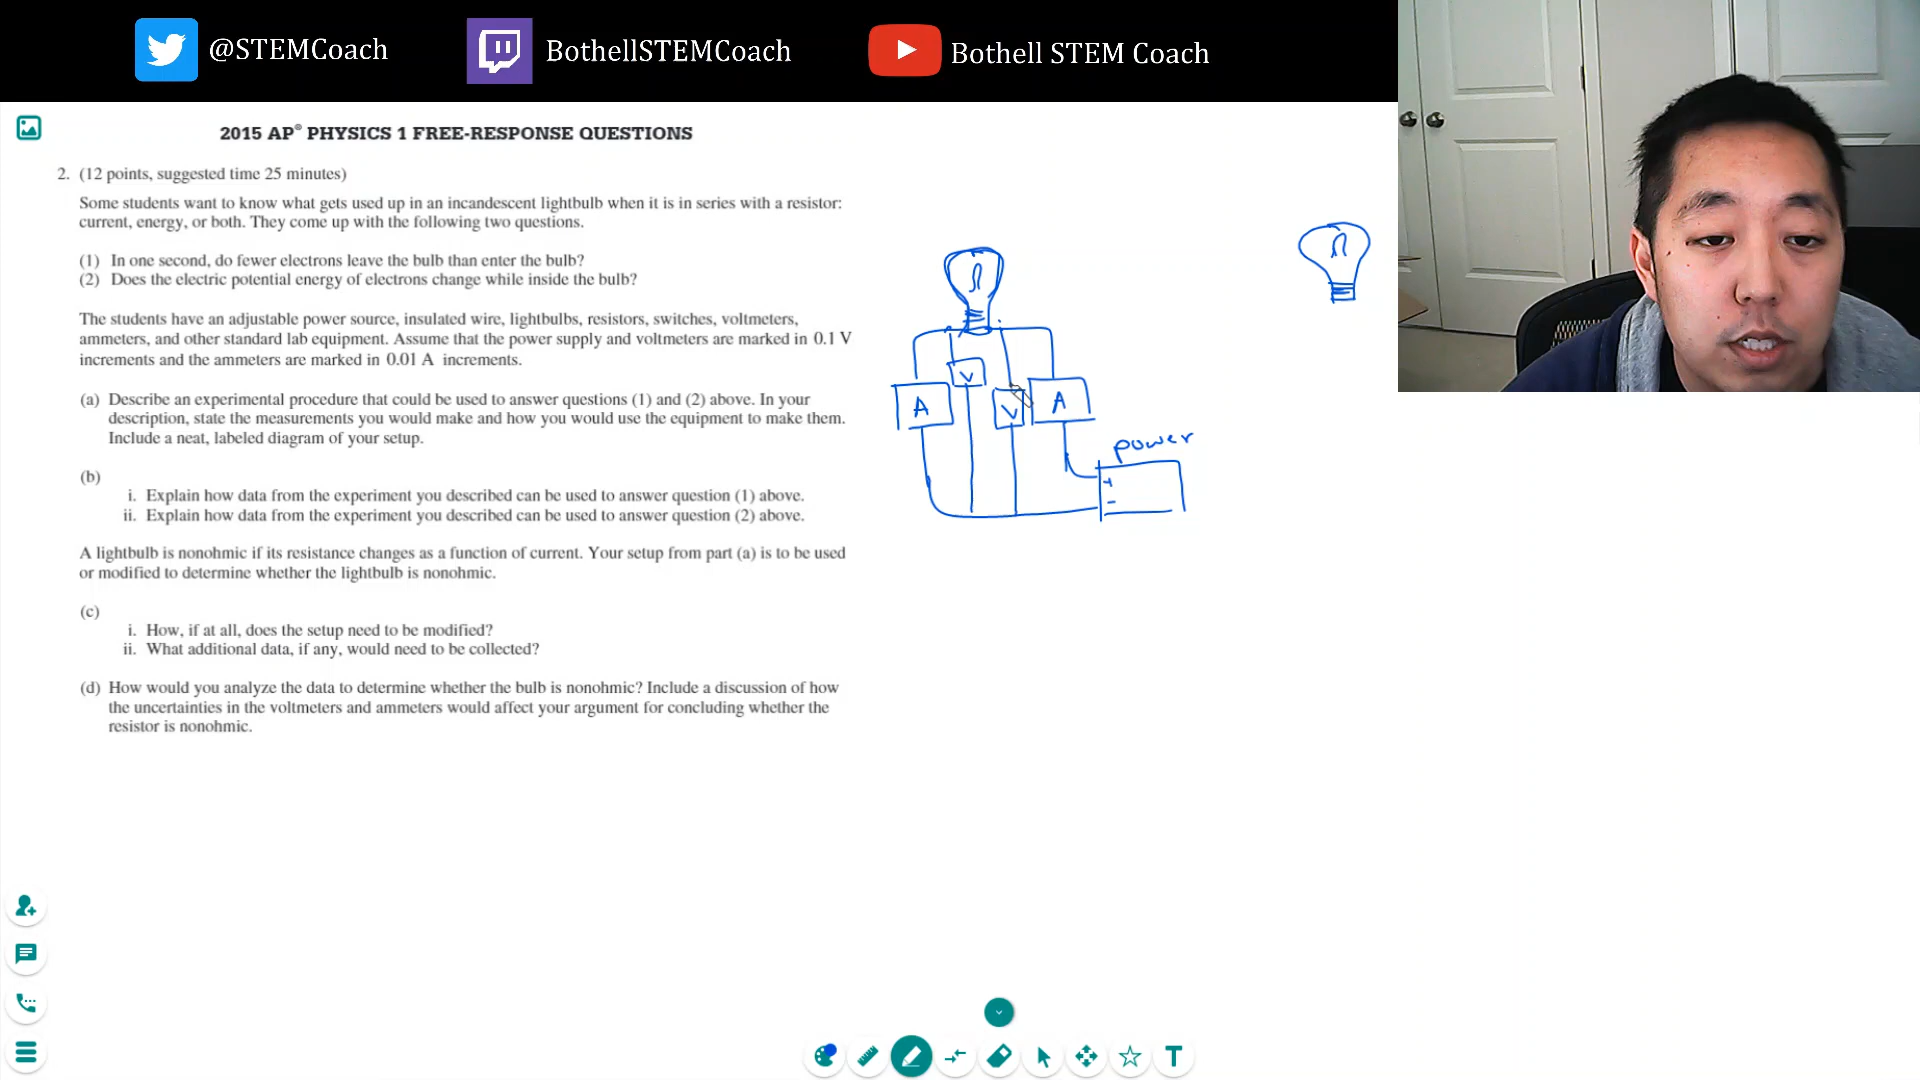 @STEMCoach
BothellSTEMCoach
Bothell STEM Coach
2015 AP® PHYSICS 1 FREE-RESPONSE QUESTIONS
2. (12 points, suggested time 25 minutes)
Some students want to know what gets used up in an incandescent lightbulb when it is in series with a resistor:
current, energy, or both. They come up with the following two questions.
(1) In one second, do fewer electrons leave the bulb than enter the bulb?
(2) Does the electric potential energy of electrons change while inside the bulb?
The students have an adjustable power source, insulated wire, lightbulbs, resistors, switches, voltmeters,
ammeters, and other standard lab equipment. Assume that the power supply and voltmeters are marked in 0.1 V
increments and the ammeters are marked in 0.01 A increments.
(a) Describe an experimental procedure that could be used to answer questions (1) and (2) above. In your
description, state the measurements you would make and how you would use the equipment to make them.
Include a neat, labeled diagram of your setup.
(b)
i. Explain how data from the experiment you described can be used to answer question (1) above.
ii. Explain how data from the experiment you described can be used to answer question (2) above.
A lightbulb is nonohmic if its resistance changes as a function of current. Your setup from part (a) is to be used
or modified to determine whether the lightbulb is nonohmic.
(c)
i. How, if at all, does the setup need to be modified?
ii. What additional data, if any, would need to be collected?
(d) How would you analyze the data to determine whether the bulb is nonohmic? Include a discussion of how
the uncertainties in the voltmeters and ammeters would affect your argument for concluding whether the
resistor is nonohmic.
V
A
V
A
power
+
-
T